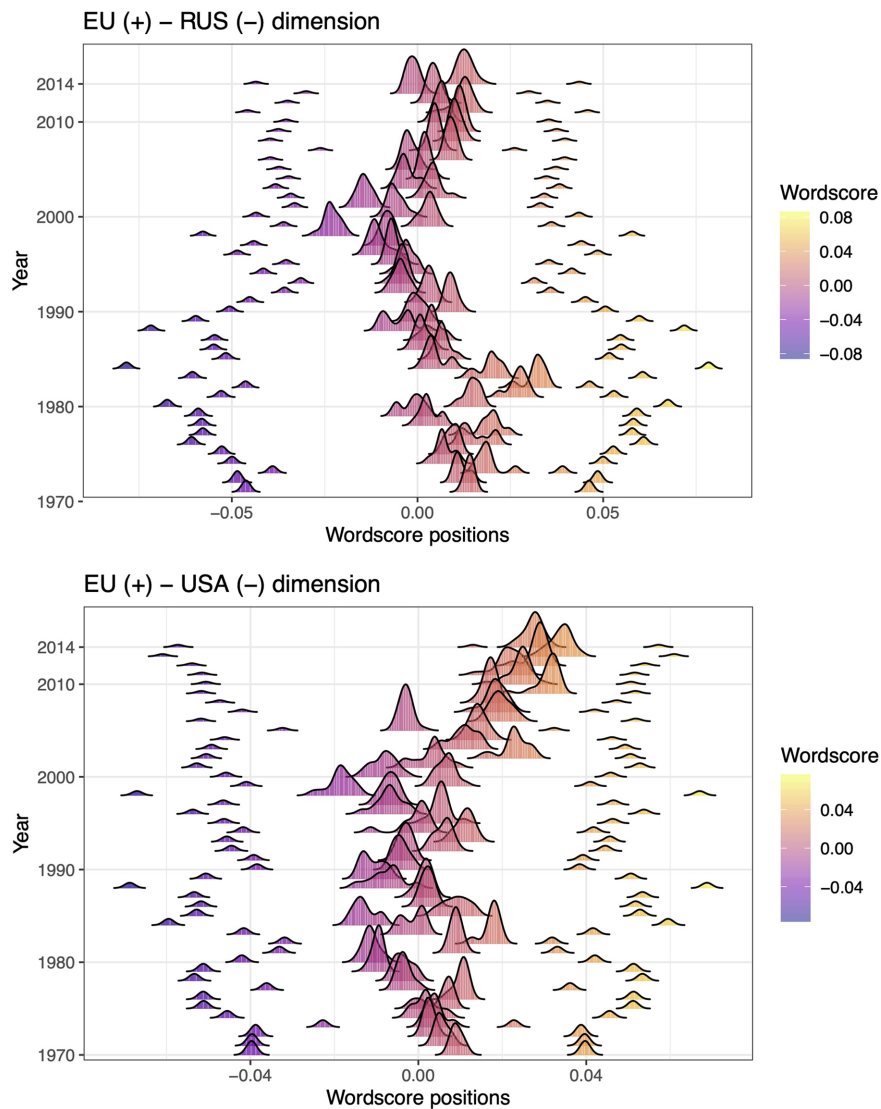 EU (+) – RUS (–) dimension
2014
2010
2000
1990
1980
1970
Year
−0.05 0.00 0.05
Wordscore positions
Wordscore
0.08
0.04
0.00
−0.04
−0.08
EU (+) – USA (–) dimension
2014
2010
2000
1990
1980
1970
Year
−0.04 0.00 0.04
Wordscore positions
Wordscore
0.04
0.00
−0.04